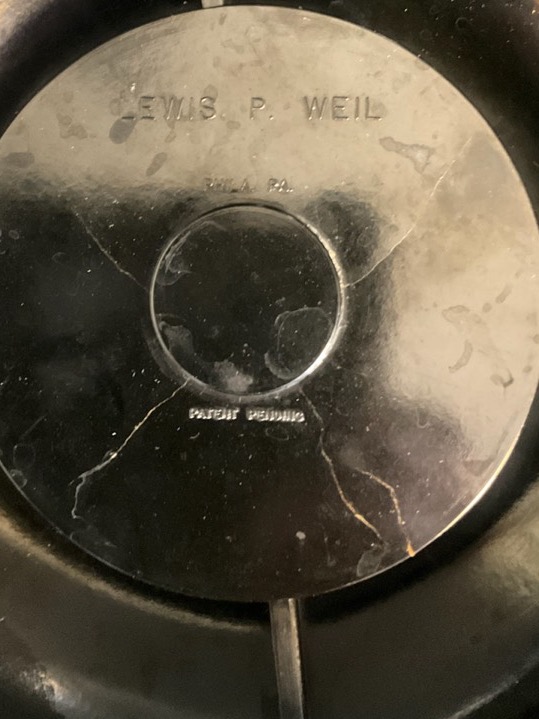 LEWIS P. WEIL
PHILA. PA.
PATENT PENDING